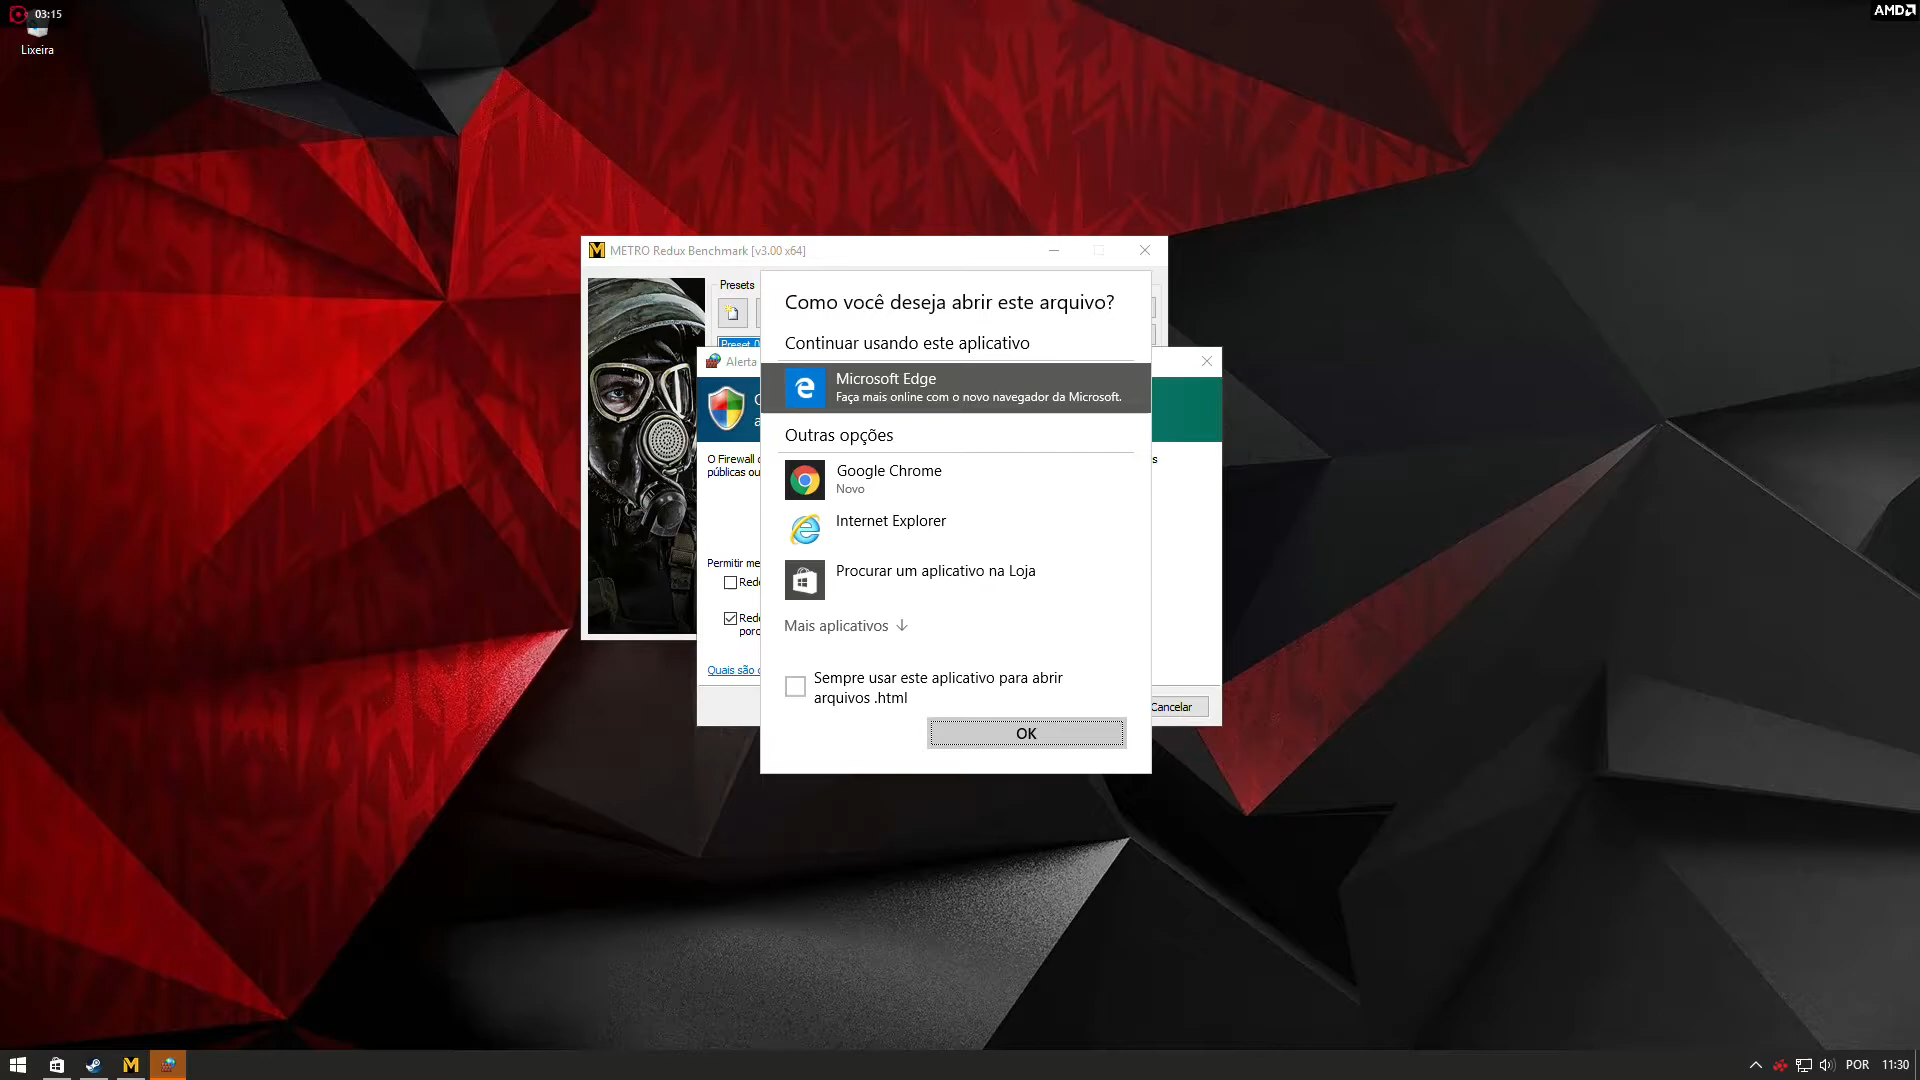 03:15
AMD
Lixeira
METRO Redux Benchmark [v3.00 x64]
Presets
Como você deseja abrir este arquivo?
Continuar usando este aplicativo
Alerta
Microsoft Edge
Faça mais online com o novo navegador da Microsoft.
Outras opções
O Firewall
públicas ou
s
Google Chrome
Novo
Internet Explorer
Permitir
Procurar um aplicativo na Loja
Mais aplicativos
Quais são
Sempre usar este aplicativo para abrir
arquivos .html
Cancelar
OK
POR
11:30